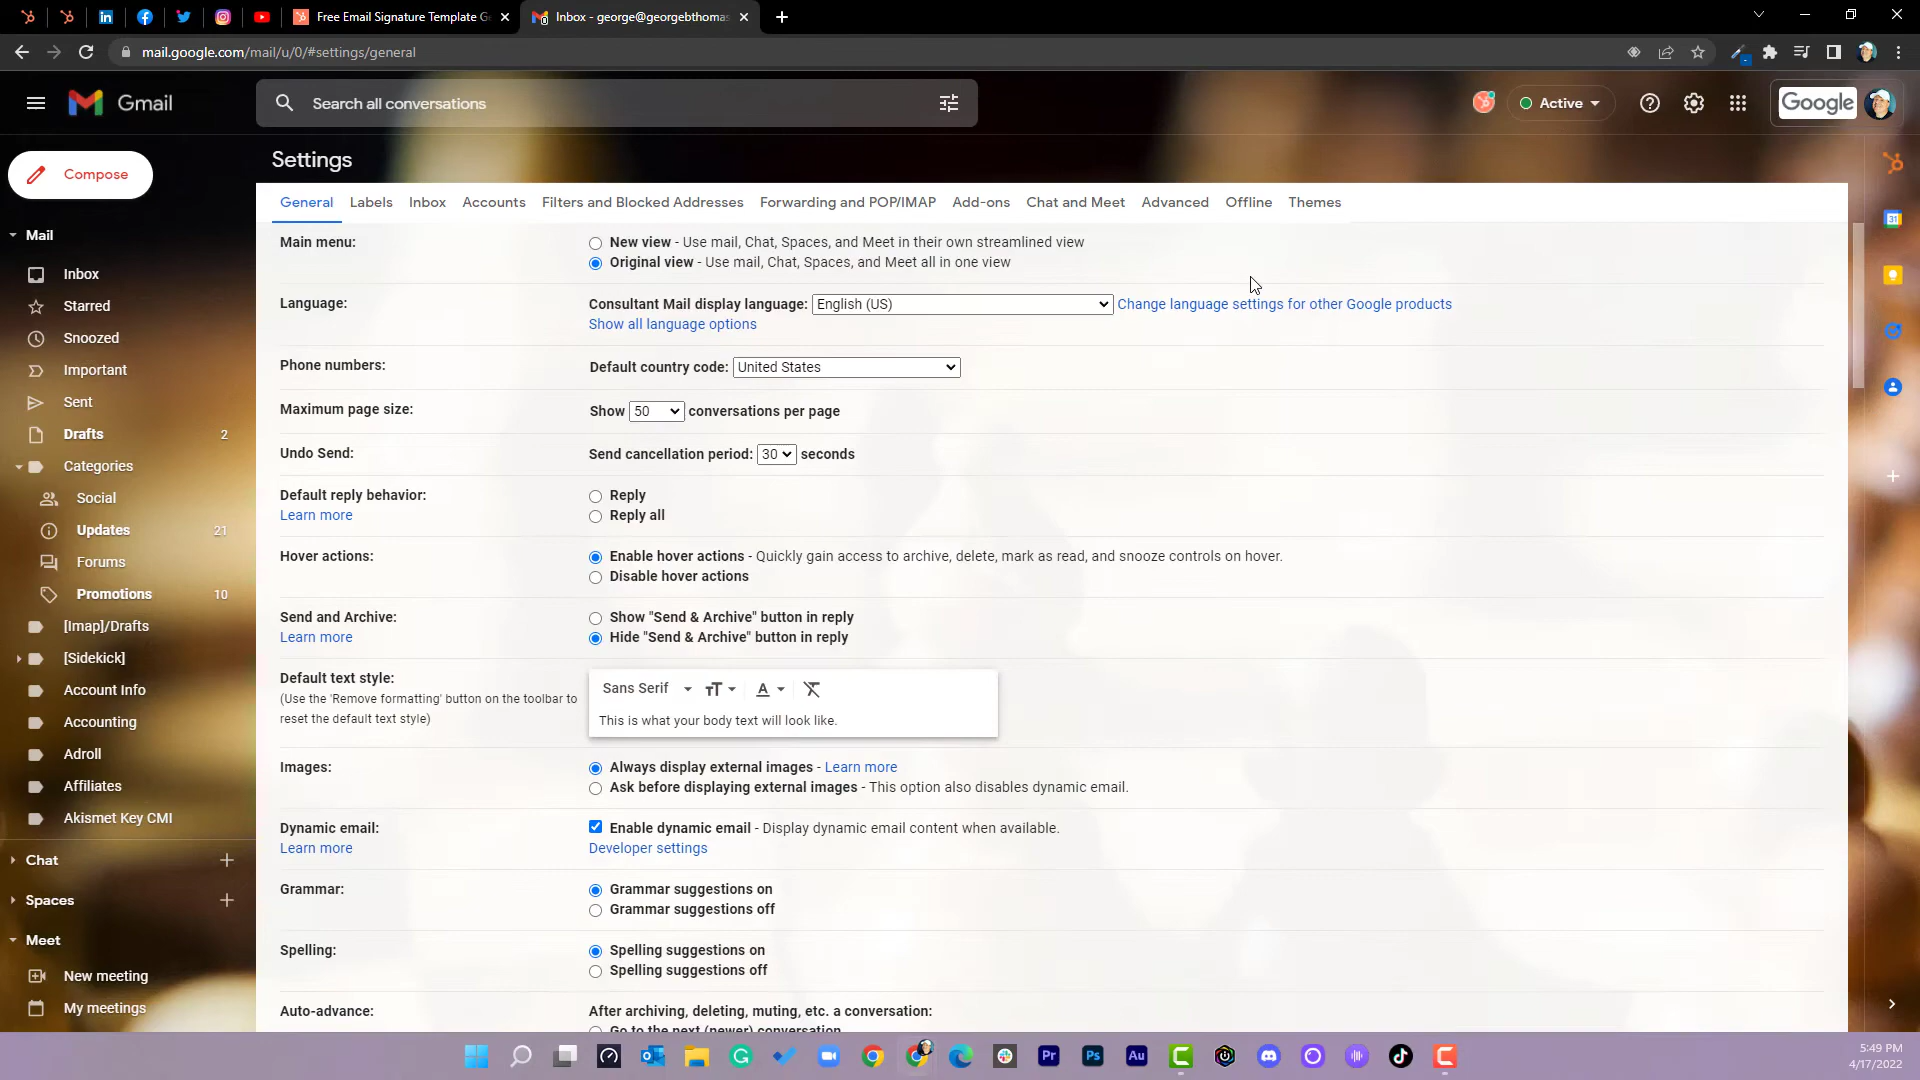 Free Email Signature Template G
Inbox - george@georgebthomas
mail.google.com/mail/u/0/#settings/general
Gmail
Search all conversations
Active
Google
Settings
Compose
General Labels Inbox Accounts Filters and Blocked Addresses Forwarding and POP/IMAP Add-ons Chat and Meet Advanced Offline Themes
Mail
Inbox
Starred
Snoozed
Important
Sent
Drafts 2
Categories
Social
Updates 21
Forums
Promotions 10
[Imap]/Drafts
[Sidekick]
Account Info
Accounting
Adroll
Affiliates
Akismet Key CMI
Chat
Spaces
Meet
New meeting
My meetings
Main menu:
New view - Use mail, Chat, Spaces, and Meet in their own streamlined view
Original view - Use mail, Chat, Spaces, and Meet all in one view
Language:
Consultant Mail display language: English (US) Change language settings for other Google products
Show all language options
Phone numbers:
Default country code: United States
Maximum page size:
Show 50 conversations per page
Undo Send:
Send cancellation period: 30 seconds
Default reply behavior:
Learn more
Reply
Reply all
Hover actions:
Enable hover actions - Quickly gain access to archive, delete, mark as read, and snooze controls on hover.
Disable hover actions
Send and Archive:
Learn more
Show "Send & Archive" button in reply
Hide "Send & Archive" button in reply
Default text style:
(Use the 'Remove formatting' button on the toolbar to
reset the default text style)
Sans Serif
This is what your body text will look like.
Images:
Always display external images - Learn more
Ask before displaying external images - This option also disables dynamic email.
Dynamic email:
Learn more
Enable dynamic email - Display dynamic email content when available.
Developer settings
Grammar:
Grammar suggestions on
Grammar suggestions off
Spelling:
Spelling suggestions on
Spelling suggestions off
Auto-advance:
After archiving, deleting, muting, etc. a conversation:
Go to the next (newer) conversation
31
Pr
Ps
Au
5:49 PM
4/17/2022